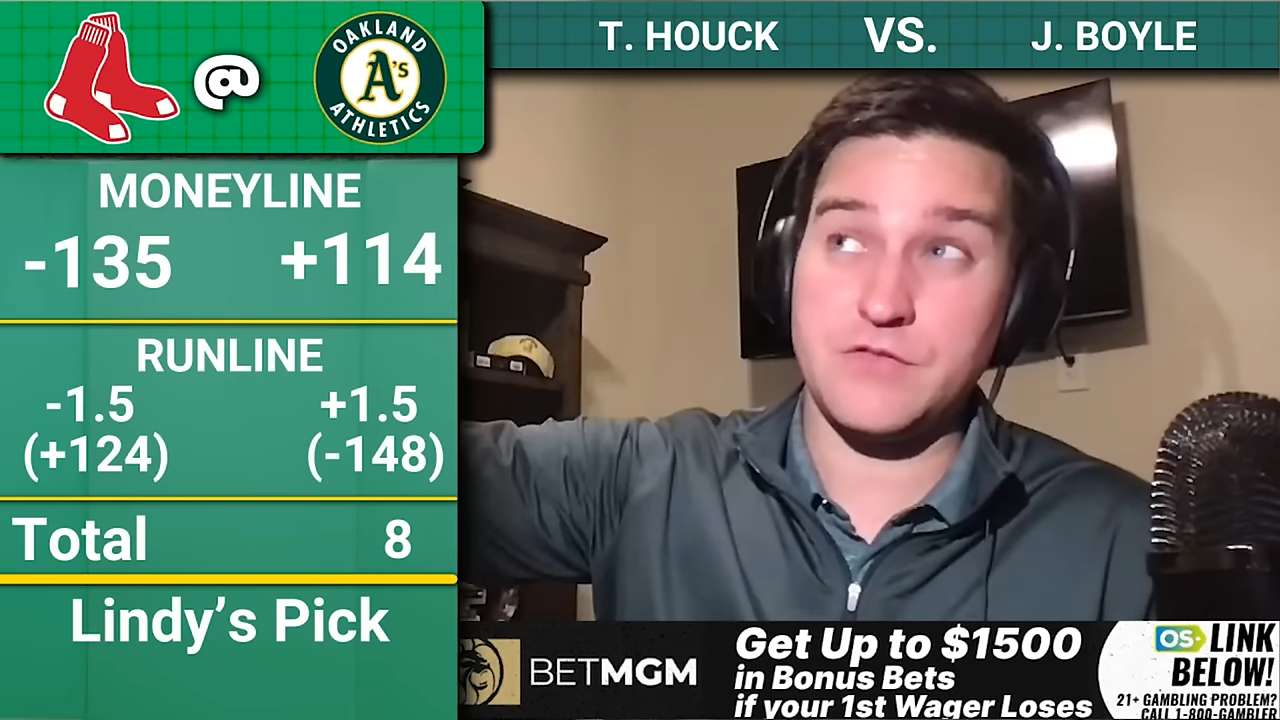 @
OAKLAND
A's
ATHLETICS
T. HOUCK VS. J. BOYLE
MONEYLINE
-135 +114
RUNLINE
-1.5 +1.5
(+124) (-148)
Total 8
Lindy's Pick
BETMGM
Get Up to $1500
in Bonus Bets
if your 1st Wager Loses
OS LINK
BELOW!
21+ GAMBLING PROBLEM?
CALL 1-800-GAMBLER